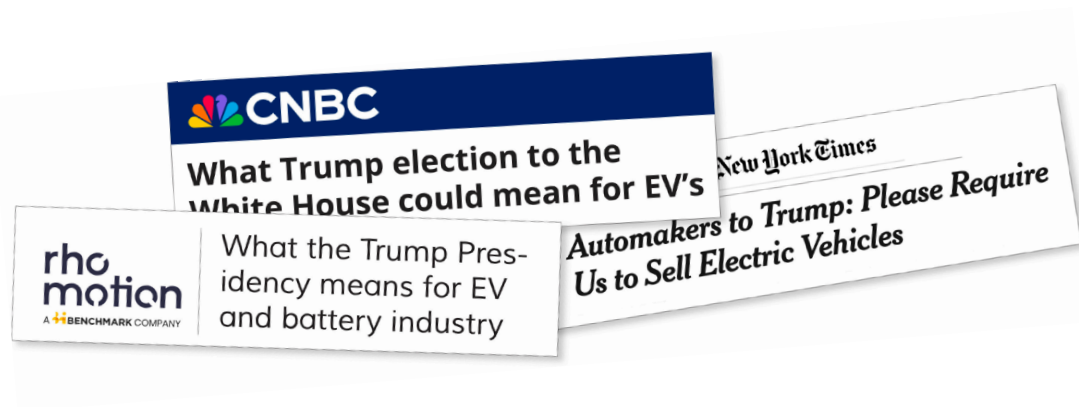 CNBC
What Trump election to the
White House could mean for EV's
New York Times
Automakers to Trump: Please Require
Us to Sell Electric Vehicles
rho
motion
A BENCHMARK COMPANY
What the Trump Pres-
idency means for EV
and battery industry